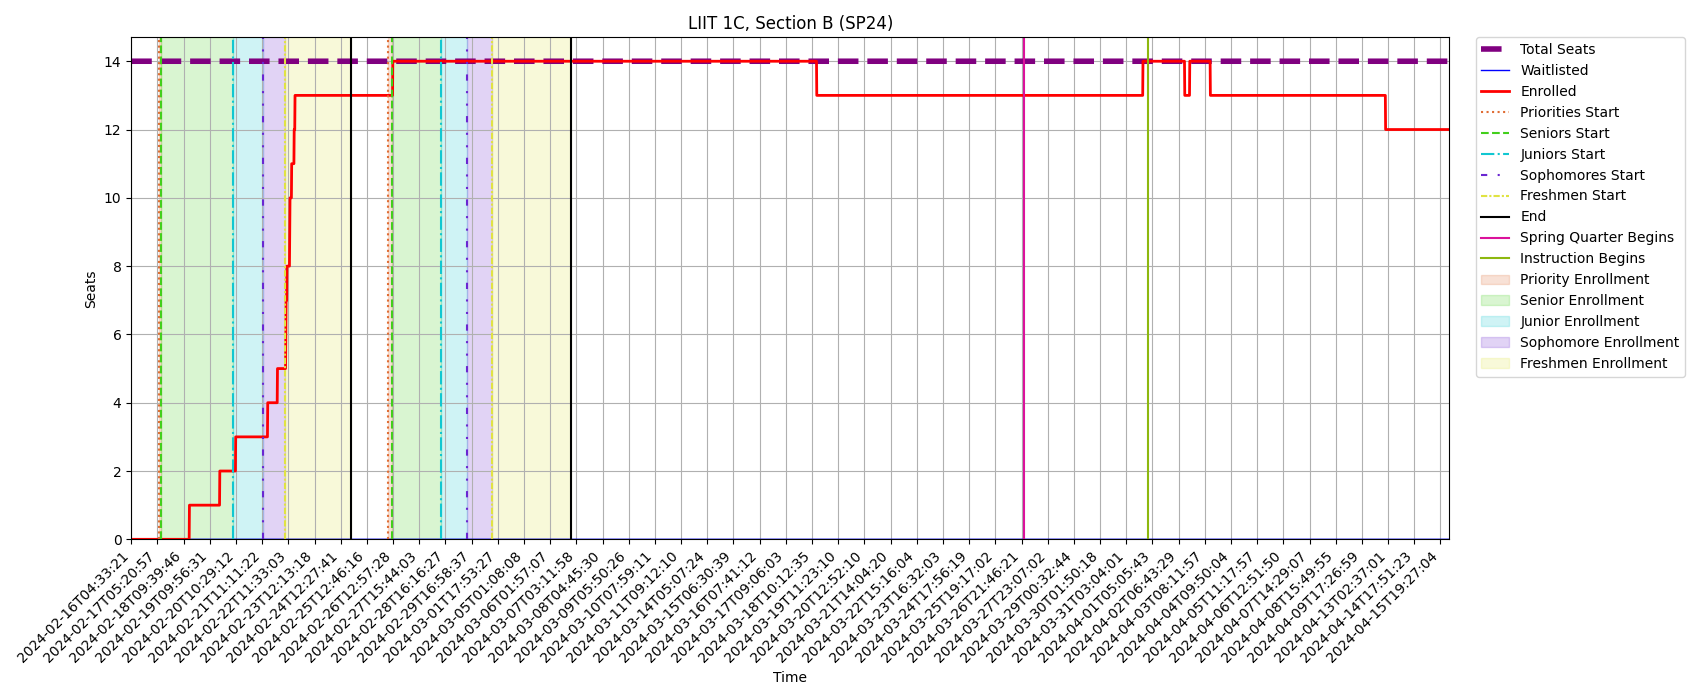 LIIT 1C, Section B (SP24)
Total Seats
Waitlisted
Enrolled
Priorities Start
Seniors Start
Juniors Start
Sophomores Start
Freshmen Start
End
Spring Quarter Begins
Instruction Begins
Priority Enrollment
Senior Enrollment
Junior Enrollment
Sophomore Enrollment
Freshmen Enrollment
Seats
14
12
10
8
6
4
2
0
2024-02-16T04:33:21
2024-02-17T05:20:57
2024-02-18T09:39:46
2024-02-19T09:56:31
2024-02-20T10:29:12
2024-02-21T11:11:22
2024-02-22T11:33:03
2024-02-23T12:13:18
2024-02-24T12:27:41
2024-02-25T12:46:16
2024-02-26T12:57:28
2024-02-27T15:44:03
2024-02-28T16:16:27
2024-02-29T16:58:37
2024-03-01T17:53:27
2024-03-05T01:08:08
2024-03-06T01:57:07
2024-03-07T03:11:58
2024-03-08T04:45:30
2024-03-09T05:50:26
2024-03-10T07:59:11
2024-03-11T09:12:10
2024-03-14T05:07:24
2024-03-15T06:30:39
2024-03-16T07:41:12
2024-03-17T09:06:03
2024-03-18T10:12:35
2024-03-19T11:23:10
2024-03-20T12:52:10
2024-03-21T14:04:20
2024-03-22T15:16:04
2024-03-23T16:32:03
2024-03-24T17:56:19
2024-03-25T19:17:02
2024-03-26T21:46:21
2024-03-27T23:07:02
2024-03-29T00:32:44
2024-03-30T01:50:18
2024-03-31T03:04:01
2024-04-01T05:05:43
2024-04-02T06:43:29
2024-04-03T08:11:57
2024-04-04T09:50:04
2024-04-05T11:17:57
2024-04-06T12:51:50
2024-04-07T14:29:07
2024-04-08T15:49:55
2024-04-09T17:26:59
2024-04-13T02:37:01
2024-04-14T17:51:23
2024-04-15T19:27:04
Time